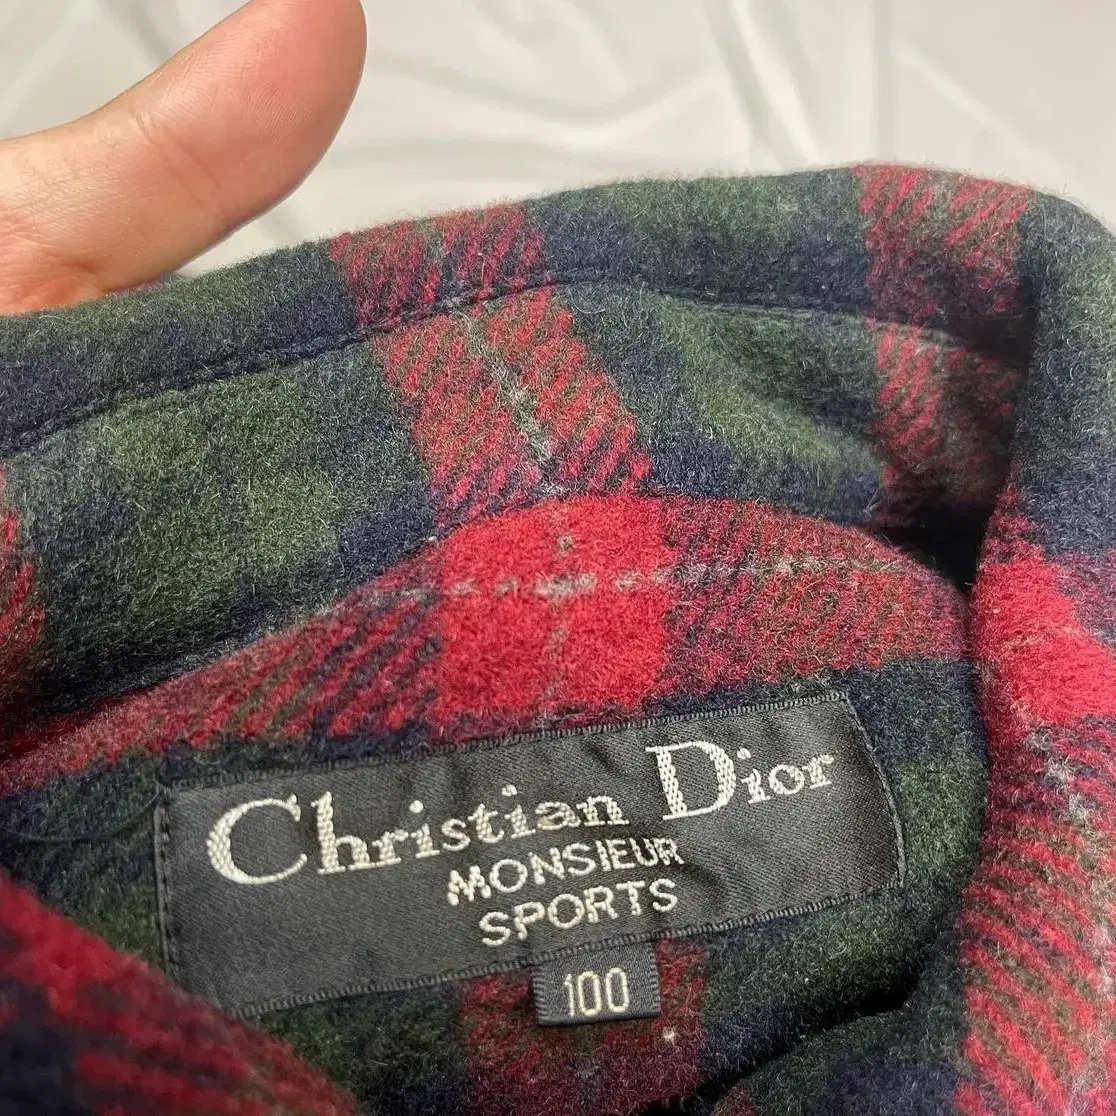 Christian Dior
MONSIEUR
SPORTS
100